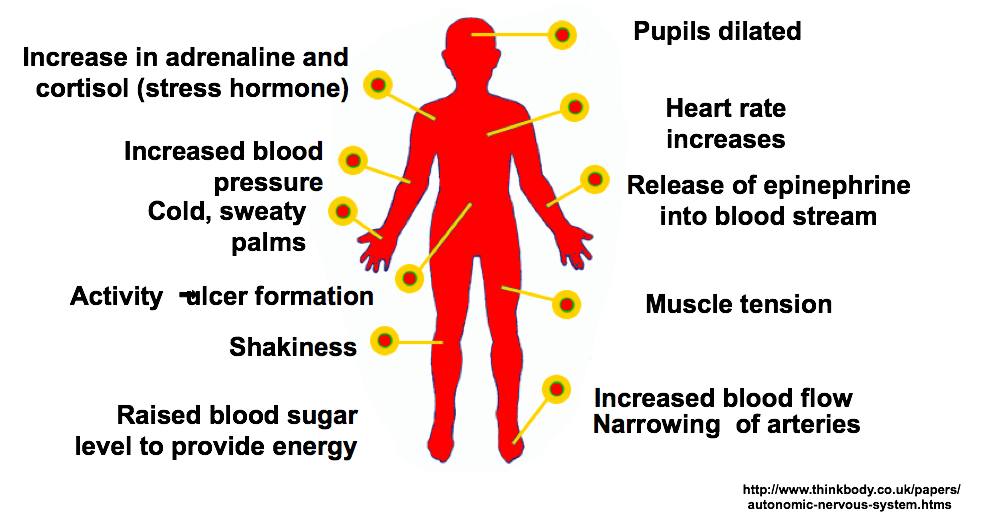 Increase in adrenaline and
cortisol (stress hormone)
Increased blood
pressure
Cold, sweaty
palms
Activity ulcer formation
Shakiness
Raised blood sugar
level to provide energy
Pupils dilated
Heart rate
increases
Release of epinephrine
into blood stream
Muscle tension
Increased blood flow
Narrowing of arteries
http://www.thinkbody.co.uk/papers/
autonomic-nervous-system.htms